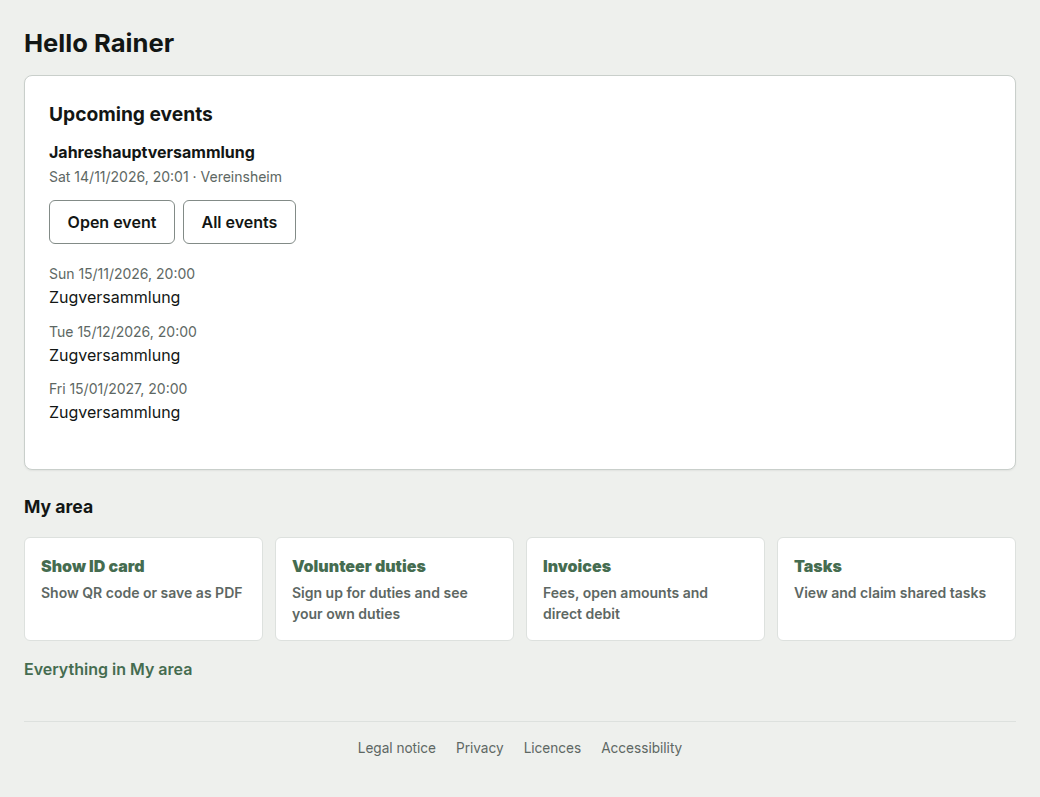 Hello Rainer
Upcoming events
Jahreshauptversammlung
Sat 14/11/2026, 20:01 · Vereinsheim
Open event
All events
Sun 15/11/2026, 20:00
Zugversammlung
Tue 15/12/2026, 20:00
Zugversammlung
Fri 15/01/2027, 20:00
Zugversammlung
My area
Show ID card
Show QR code or save as PDF
Volunteer duties
Sign up for duties and see
your own duties
Invoices
Fees, open amounts and
direct debit
Tasks
View and claim shared tasks
Everything in My area
Legal notice
Privacy
Licences
Accessibility